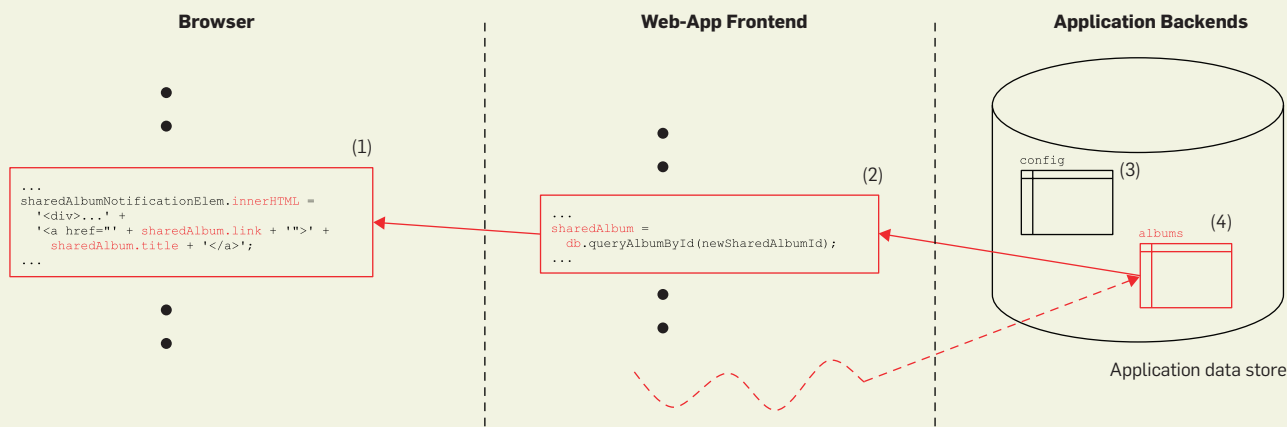 Browser
Web-App Frontend
Application Backends
(1)
...
sharedAlbumNotificationElem.innerHTML =
'<div>...' +
'<a href="' + sharedAlbum.link + '">' +
sharedAlbum.title + '</a>';
...
(2)
...
sharedAlbum =
db.queryAlbumById(newSharedAlbumId);
...
config
(3)
albums
(4)
Application data store